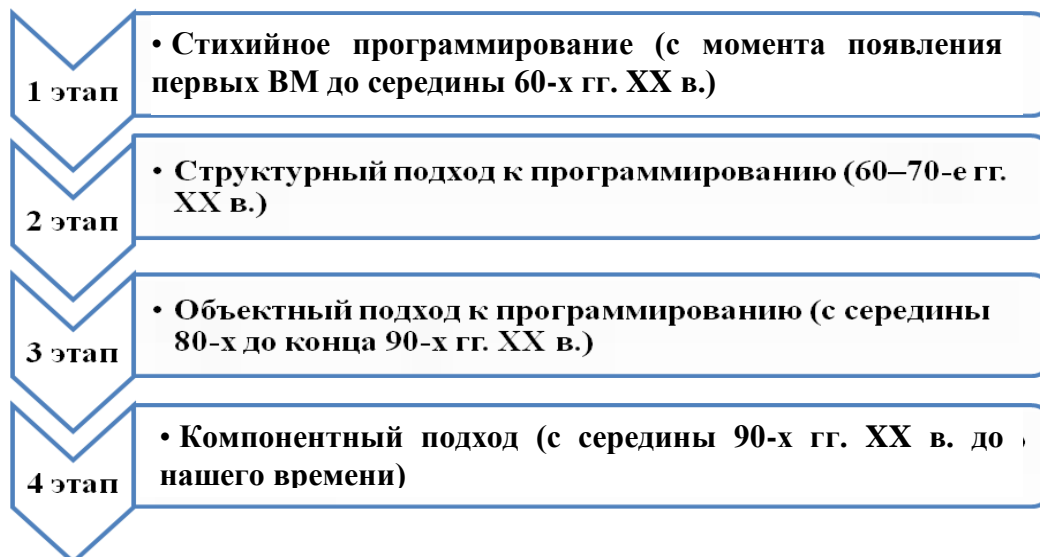 1 этап
• Стихийное программирование (с момента появления
первых ВМ до середины 60-х гг. XX в.)
2 этап
• Структурный подход к программированию (60–70-е гг.
XX в.)
3 этап
• Объектный подход к программированию (с середины
80-х до конца 90-х гг. XX в.)
4 этап
• Компонентный подход (с середины 90-х гг. XX в. до
нашего времени)